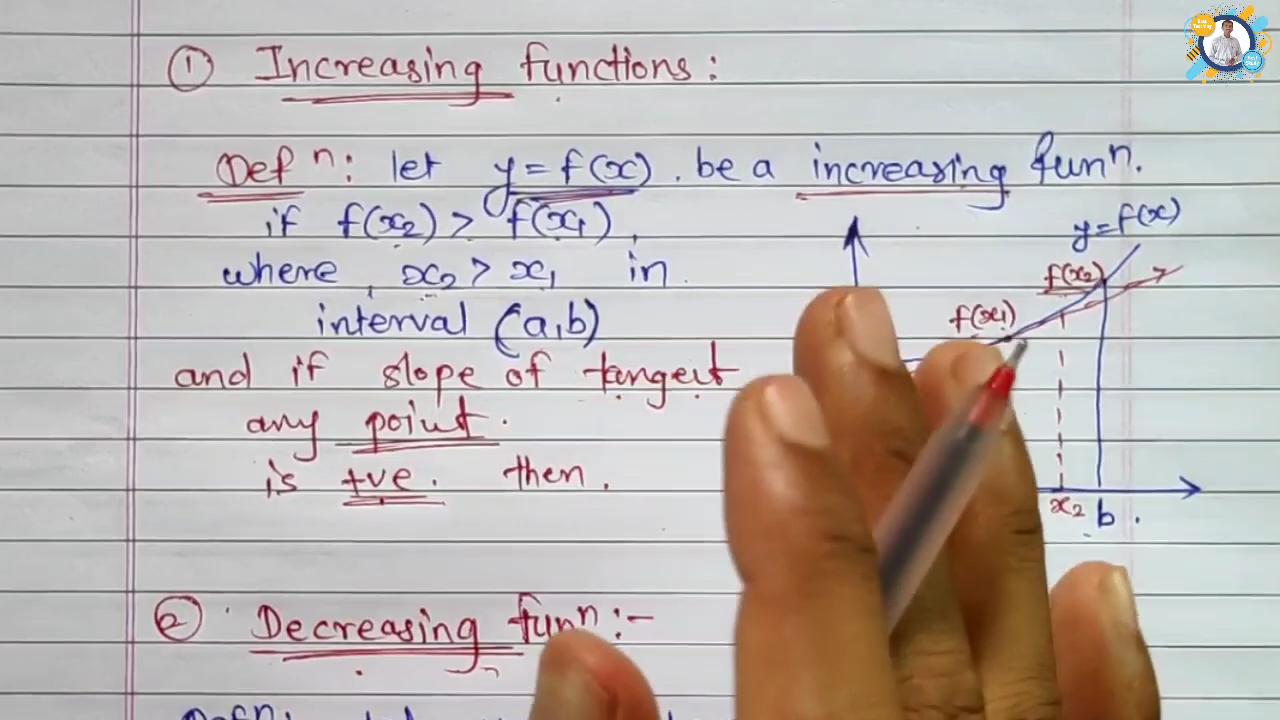 ① Increasing functions:
Defⁿ: let y = f(x). be a increasing funⁿ.
if f(x₂) > f(x₁),
where, x₂ > x₁ in
interval (a,b)
and if slope of tangent
any point.
is +ve. then.
y=f(x)
f(x₂)
f(x₁)
x₂ b.
② Decreasing funⁿ:-